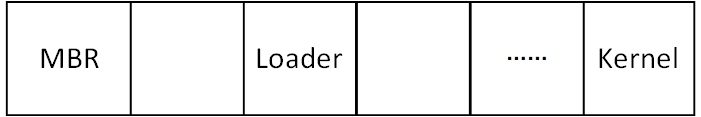 MBR Loader ...... Kernel